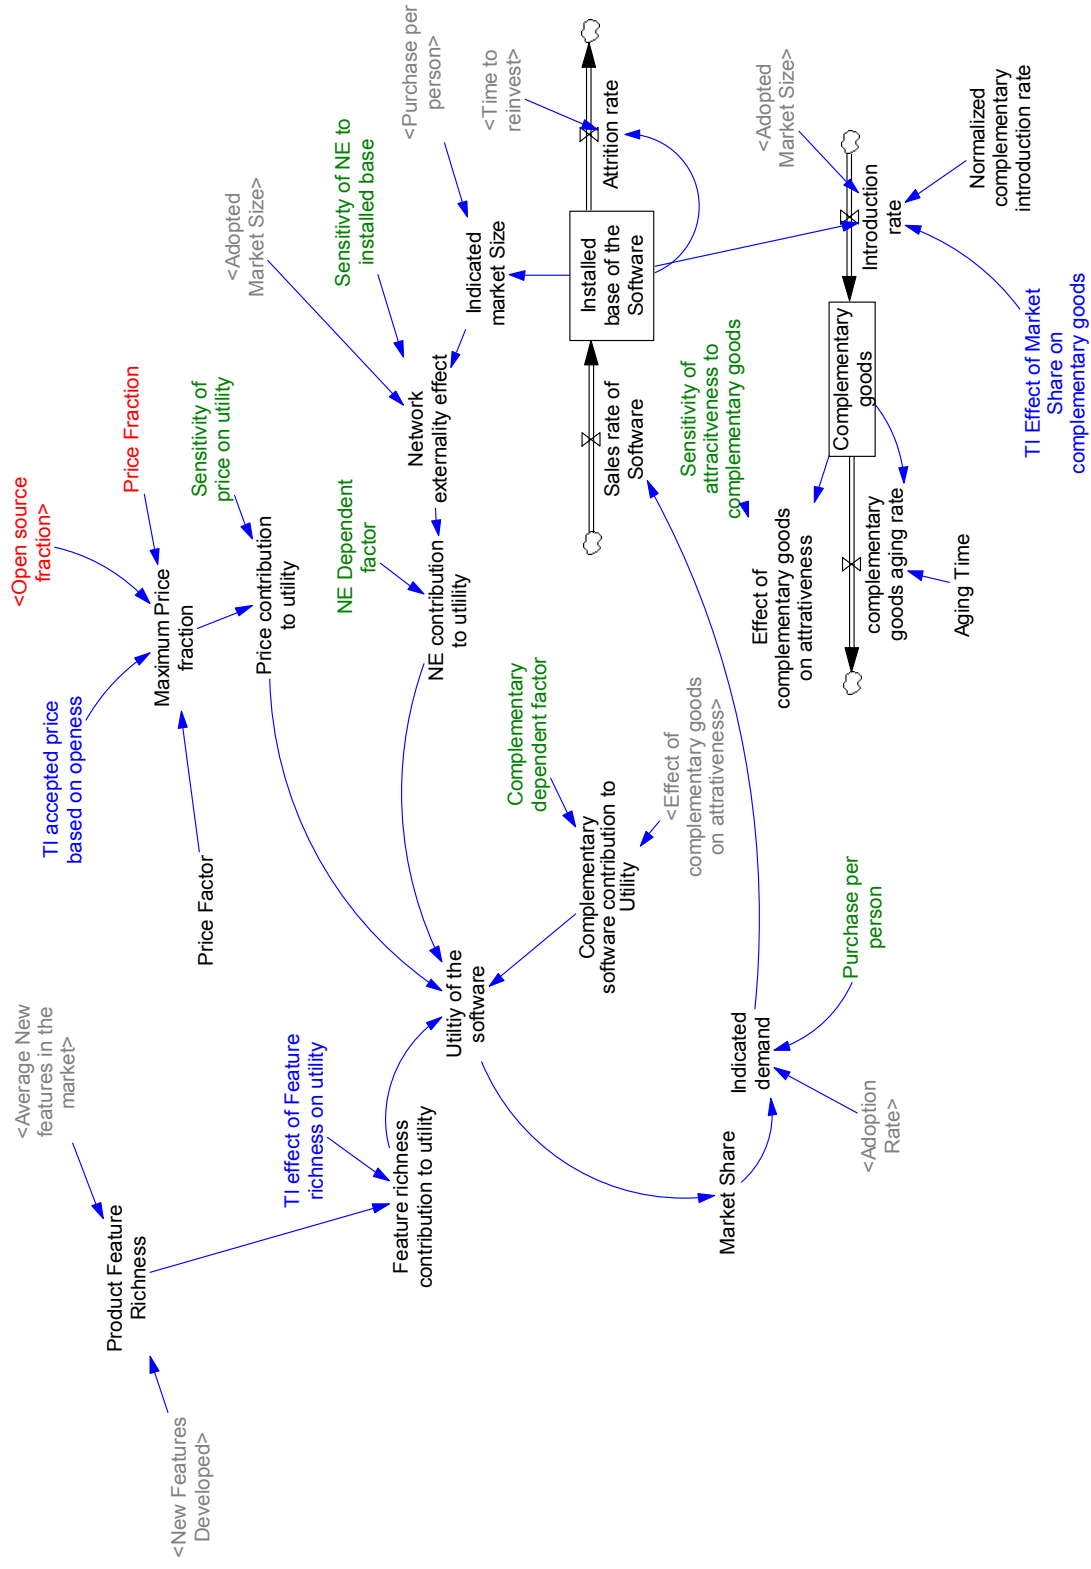 <New Features
Developed>
Product Feature
Richness
<Average New
features in the
market>
TI effect of Feature
richness on utility
Feature richness
contribution to utility
Price Factor
TI accepted price
based on openess
<Open source
fraction>
Price Fraction
Maximum Price
fraction
Sensitivity of
price on utility
Price contribution
to utility
<Adopted
Market Size>
Sensitivty of NE to
installed base
<Purchase per
person>
Network
externality effect
Indicated
market Size
NE Dependent
factor
NE contribution
to utility
Utiltiy of the
software
Complementary
dependent factor
Complementary
software contribution to
Utility
<Effect of
complementary goods
on attrativeness>
Market Share
Indicated
demand
<Adoption
Rate>
Purchase per
person
Sales rate of
Software
Installed
base of the
Software
<Time to
reinvest>
Attrition rate
Sensitivity of
attracitveness to
complementary goods
Effect of
complementary goods
on attrativeness
complementary
goods aging rate
Aging Time
Complementary
goods
<Adopted
Market Size>
Introduction
rate
Normalized
complementary
introduction rate
TI Effect of Market
Share on
complementary goods